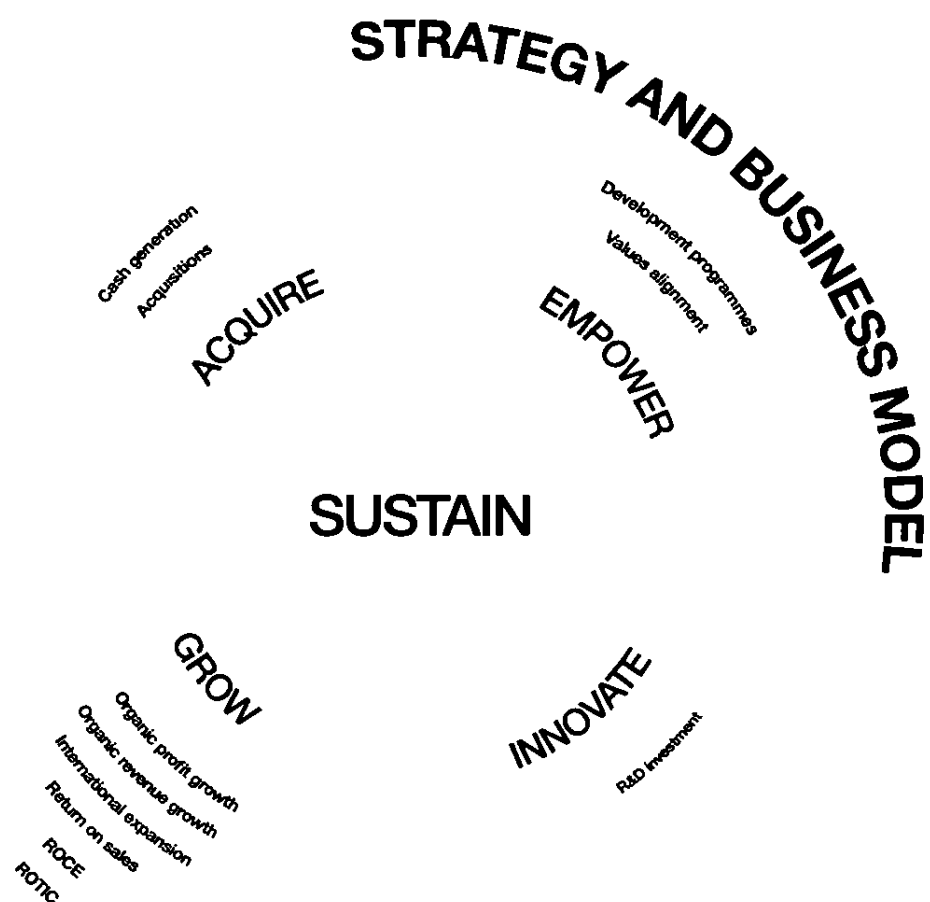 STRATEGY AND BUSINESS MODEL
Cash generation
Acquisitions
ACQUIRE
Development programmes
Values alignment
EMPOWER
SUSTAIN
GROW
Organic profit growth
Organic revenue growth
International expansion
Return on sales
ROCE
ROTIC
INNOVATE
R&D investment